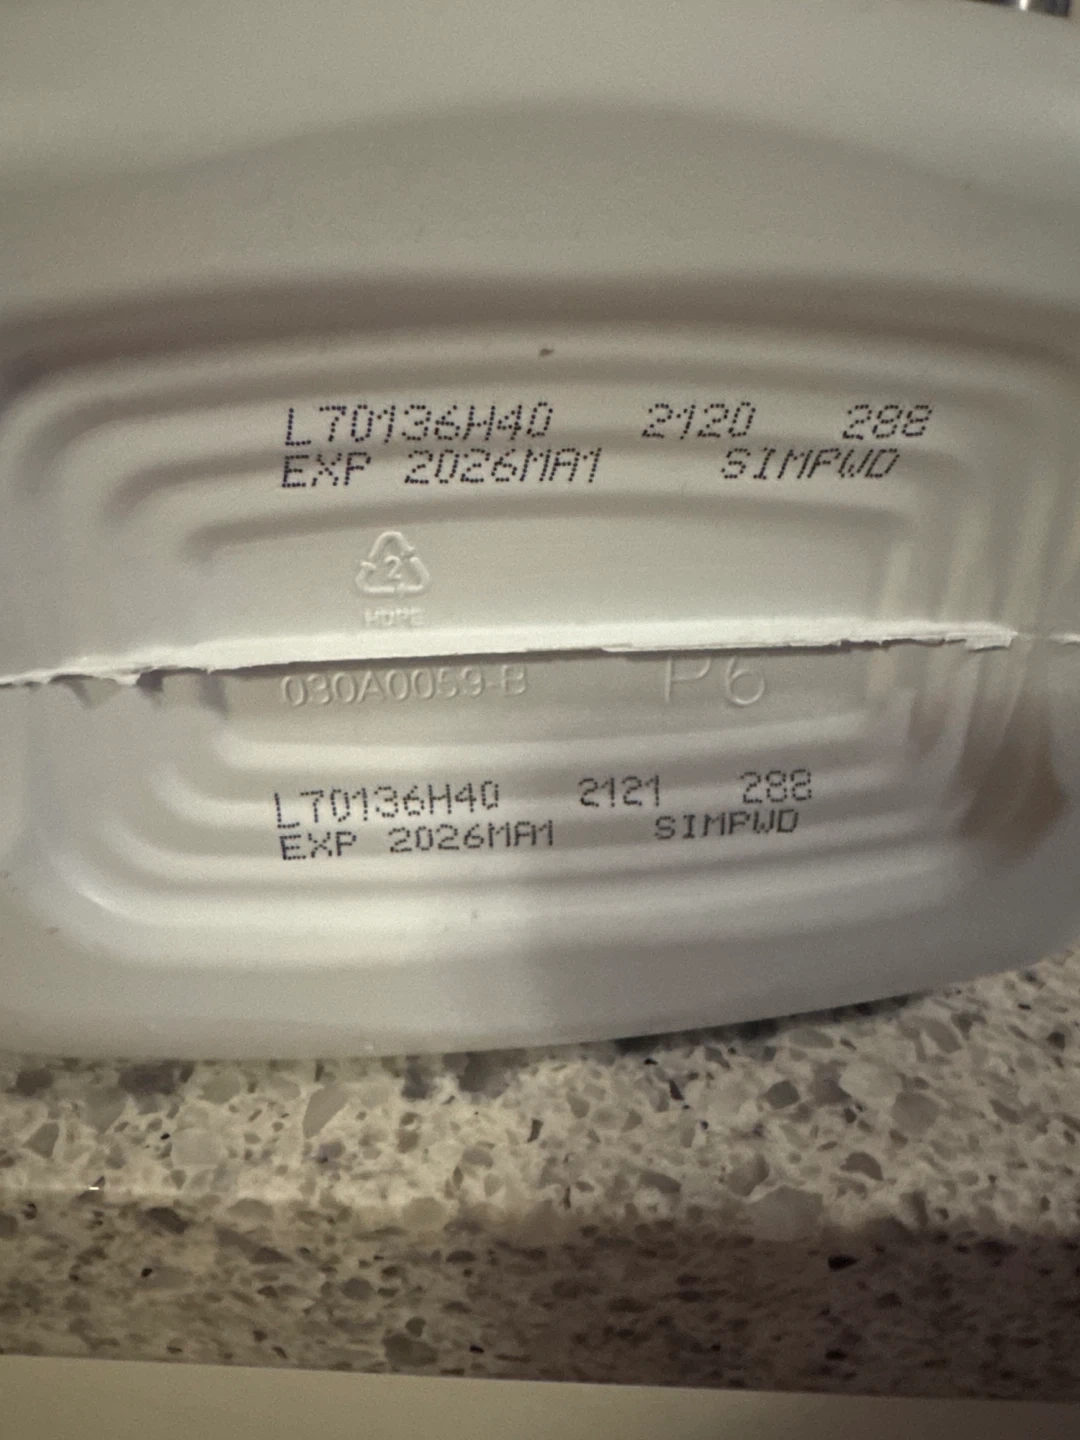 L70136H40 2120 288
EXP 2026MA1 SIMPWD
2
HDPE
030A0059-B P6
L70136H40 2121 288
EXP 2026MA1 SIMPWD